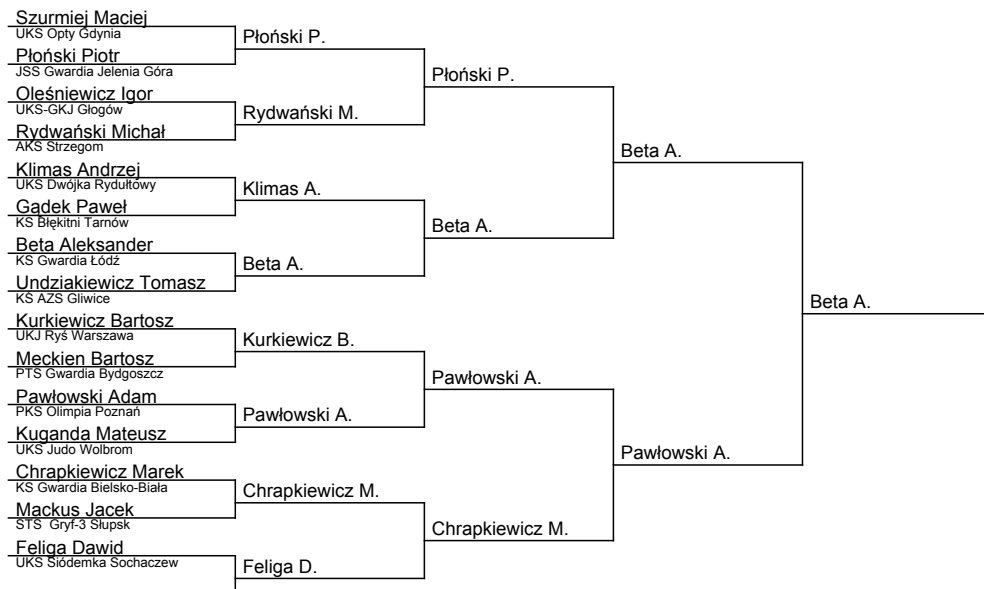 Szurmiej Maciej
UKS Opty Gdynia
Płoński Piotr
JSS Gwardia Jelenia Góra
Oleśniewicz Igor
UKS-GKJ Głogów
Rydwański Michał
AKS Strzegom
Klimas Andrzej
UKS Dwójka Rydułtowy
Gądek Paweł
KS Błękitni Tarnów
Beta Aleksander
KS Gwardia Łódź
Undziakiewicz Tomasz
KS AZS Gliwice
Kurkiewicz Bartosz
UKJ Ryś Warszawa
Meckien Bartosz
PTS Gwardia Bydgoszcz
Pawłowski Adam
PKS Olimpia Poznań
Kuganda Mateusz
UKS Judo Wolbrom
Chrapkiewicz Marek
KS Gwardia Bielsko-Biała
Mackus Jacek
STS Gryf-3 Słupsk
Feliga Dawid
UKS Siódemka Sochaczew
Płoński P.
Rydwański M.
Klimas A.
Beta A.
Kurkiewicz B.
Pawłowski A.
Chrapkiewicz M.
Feliga D.
Płoński P.
Beta A.
Pawłowski A.
Chrapkiewicz M.
Beta A.
Pawłowski A.
Beta A.